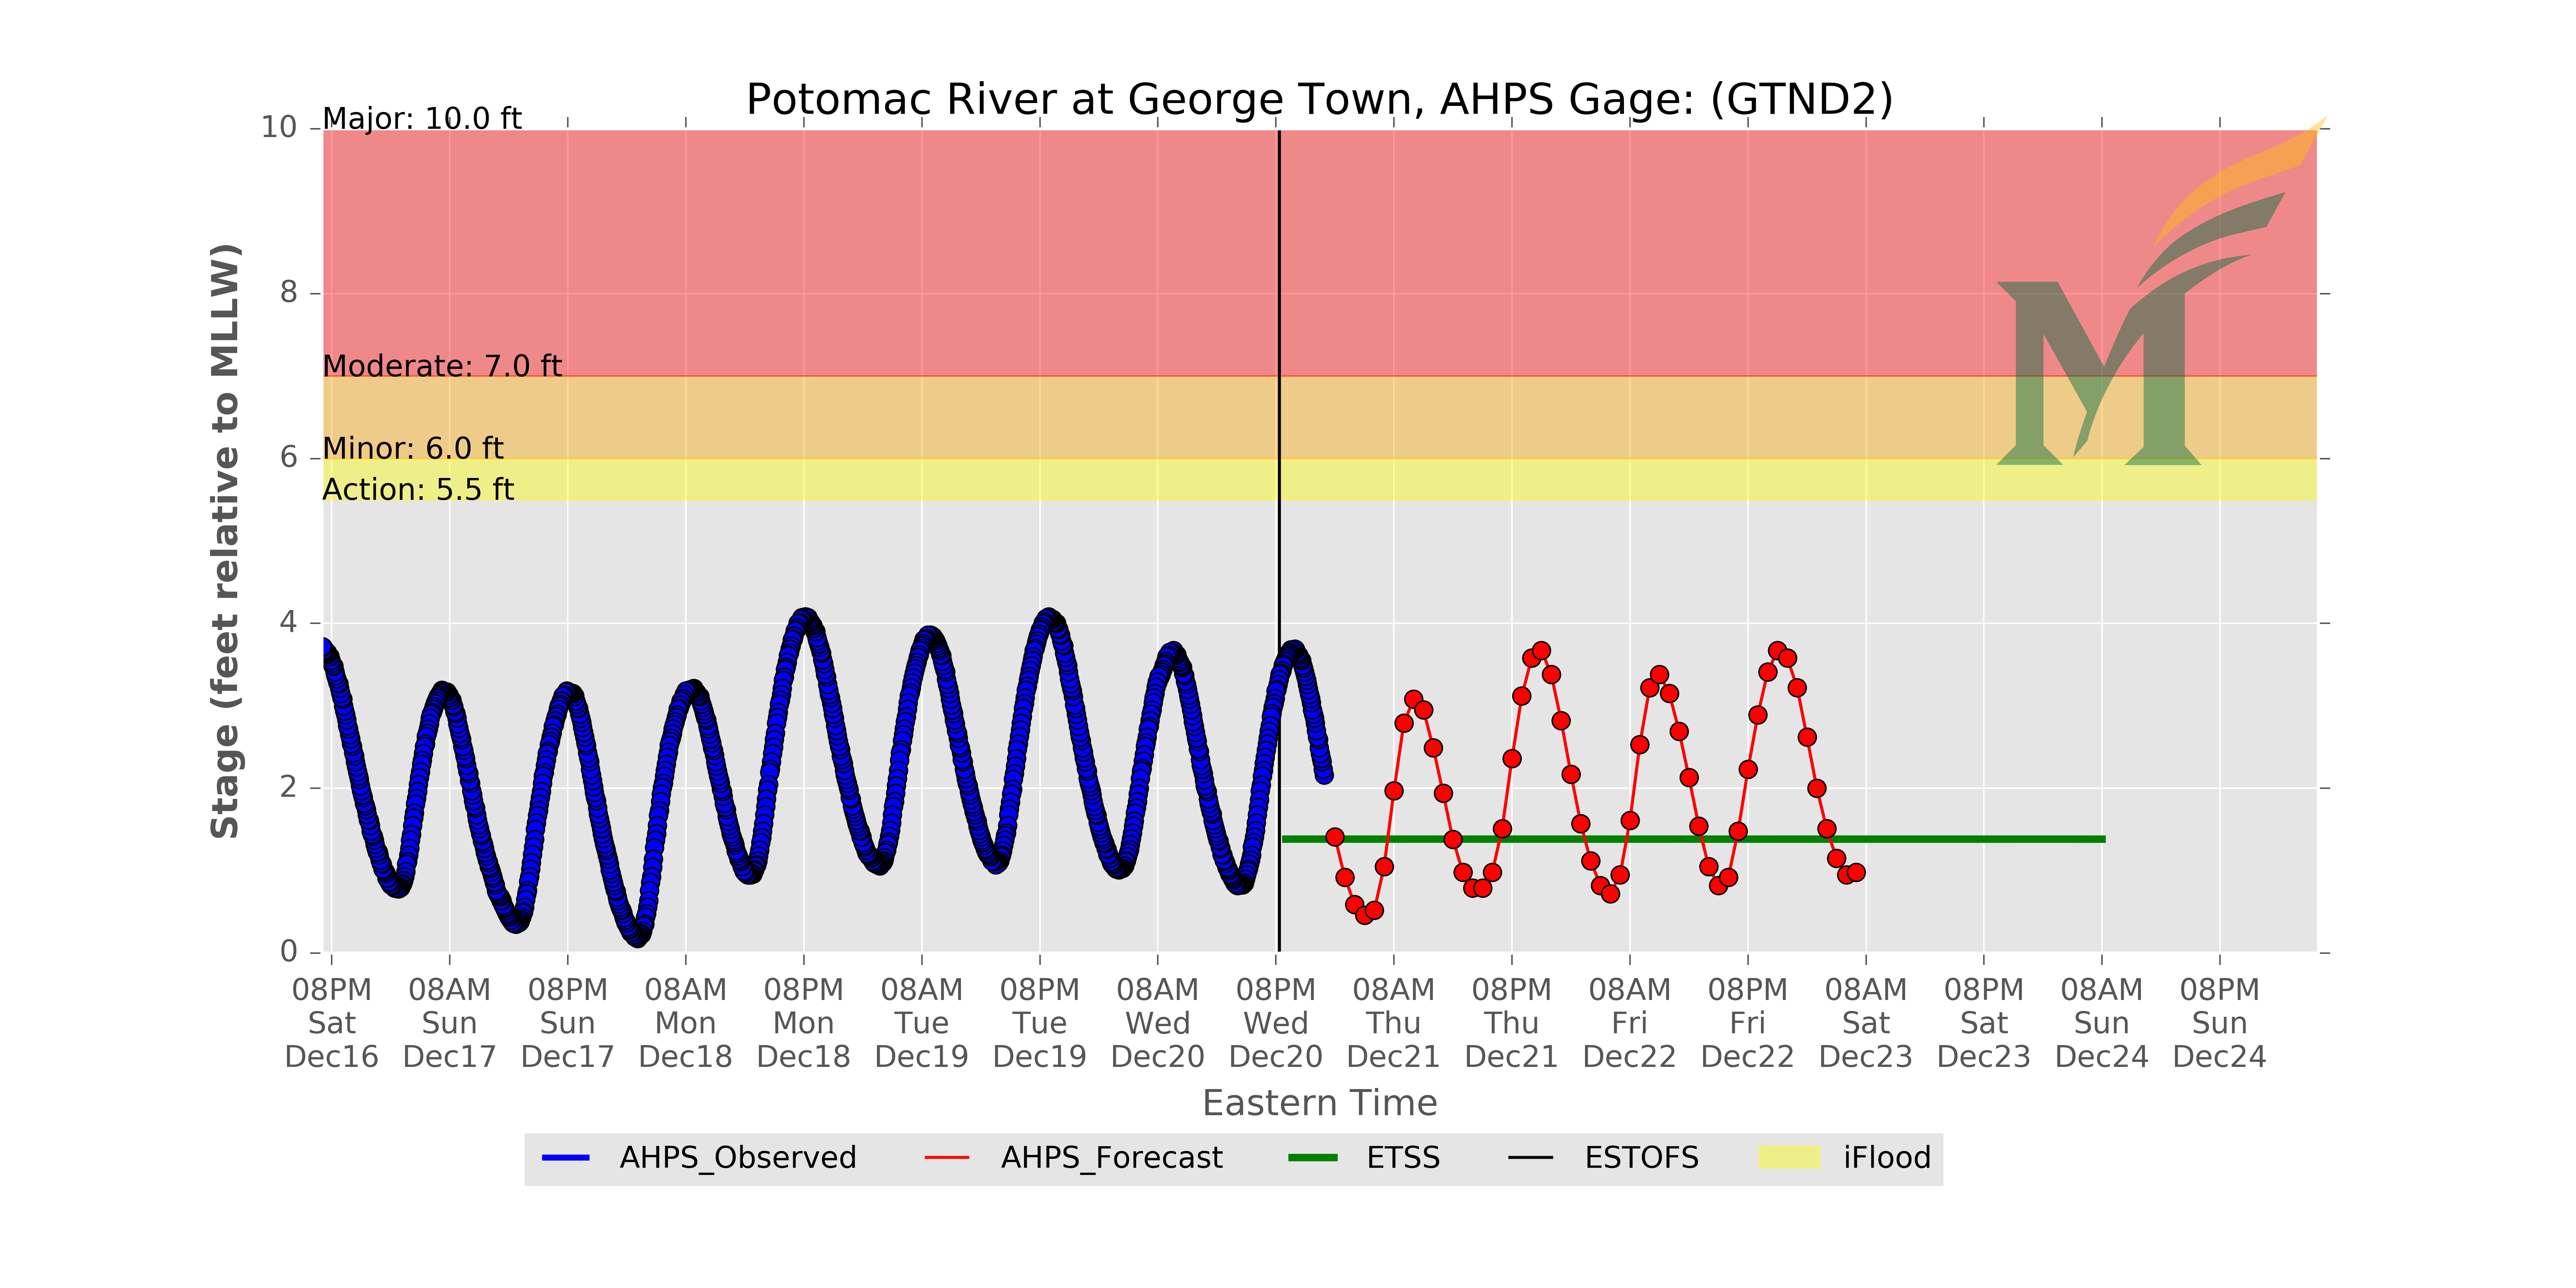 Potomac River at George Town, AHPS Gage: (GTND2)
Major: 10.0 ft
Moderate: 7.0 ft
Minor: 6.0 ft
Action: 5.5 ft
10
8
6
4
2
0
Stage (feet relative to MLLW)
08PM 08AM 08PM 08AM 08PM 08AM 08PM 08AM 08PM 08AM 08PM 08AM 08PM 08AM 08PM 08AM 08PM
Sat Sun Sun Mon Mon Tue Tue Wed Wed Thu Thu Fri Fri Sat Sat Sun Sun
Dec16 Dec17 Dec17 Dec18 Dec18 Dec19 Dec19 Dec20 Dec20 Dec21 Dec21 Dec22 Dec22 Dec23 Dec23 Dec24 Dec24
Eastern Time
AHPS_Observed AHPS_Forecast ETSS ESTOFS iFlood
M